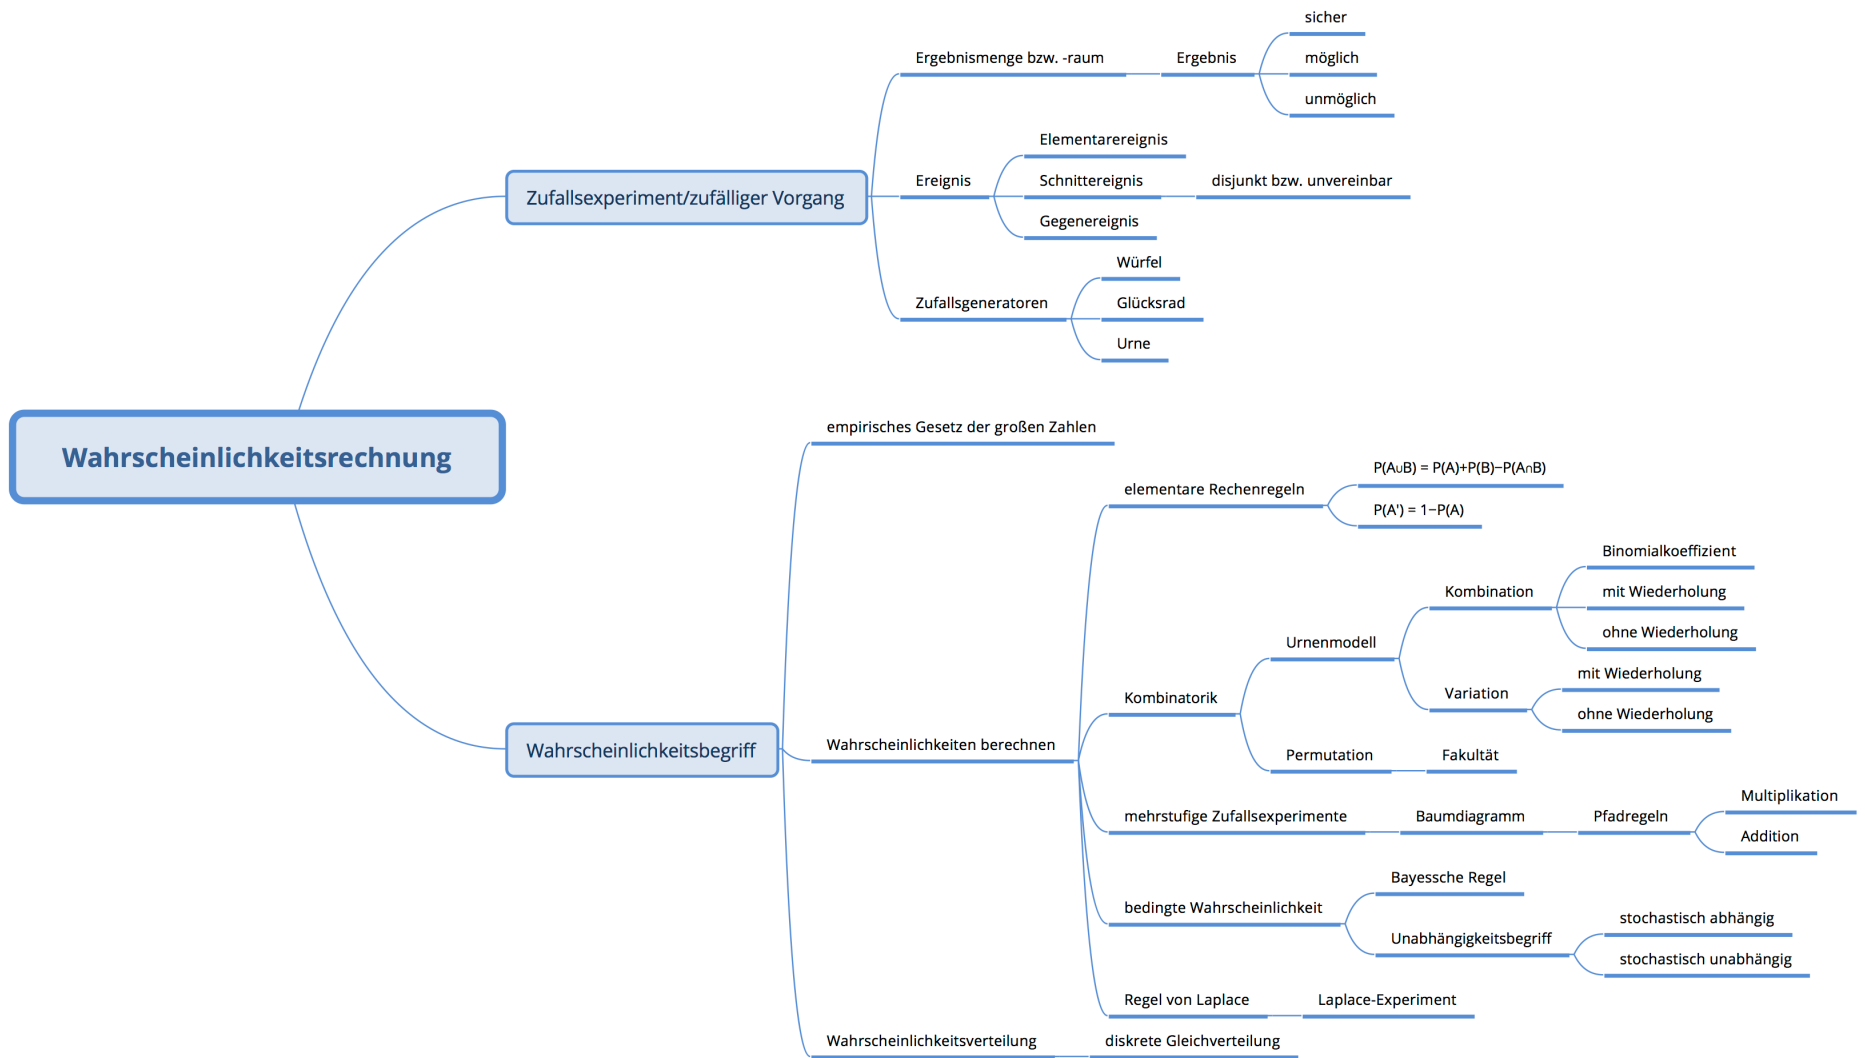 Wahrscheinlichkeitsrechnung
Zufallsexperiment/zufälliger Vorgang
Ergebnismenge bzw. -raum
Ergebnis
sicher
möglich
unmöglich
Ereignis
Elementarereignis
Schnittereignis
disjunkt bzw. unvereinbar
Gegenereignis
Zufallsgeneratoren
Würfel
Glücksrad
Urne
Wahrscheinlichkeitsbegriff
empirisches Gesetz der großen Zahlen
Wahrscheinlichkeiten berechnen
elementare Rechenregeln
P(A∪B) = P(A)+P(B)−P(A∩B)
P(A') = 1−P(A)
Kombinatorik
Urnenmodell
Kombination
Binomialkoeffizient
mit Wiederholung
ohne Wiederholung
Variation
mit Wiederholung
ohne Wiederholung
Permutation
Fakultät
mehrstufige Zufallsexperimente
Baumdiagramm
Pfadregeln
Multiplikation
Addition
bedingte Wahrscheinlichkeit
Bayessche Regel
Unabhängigkeitsbegriff
stochastisch abhängig
stochastisch unabhängig
Regel von Laplace
Laplace-Experiment
Wahrscheinlichkeitsverteilung
diskrete Gleichverteilung